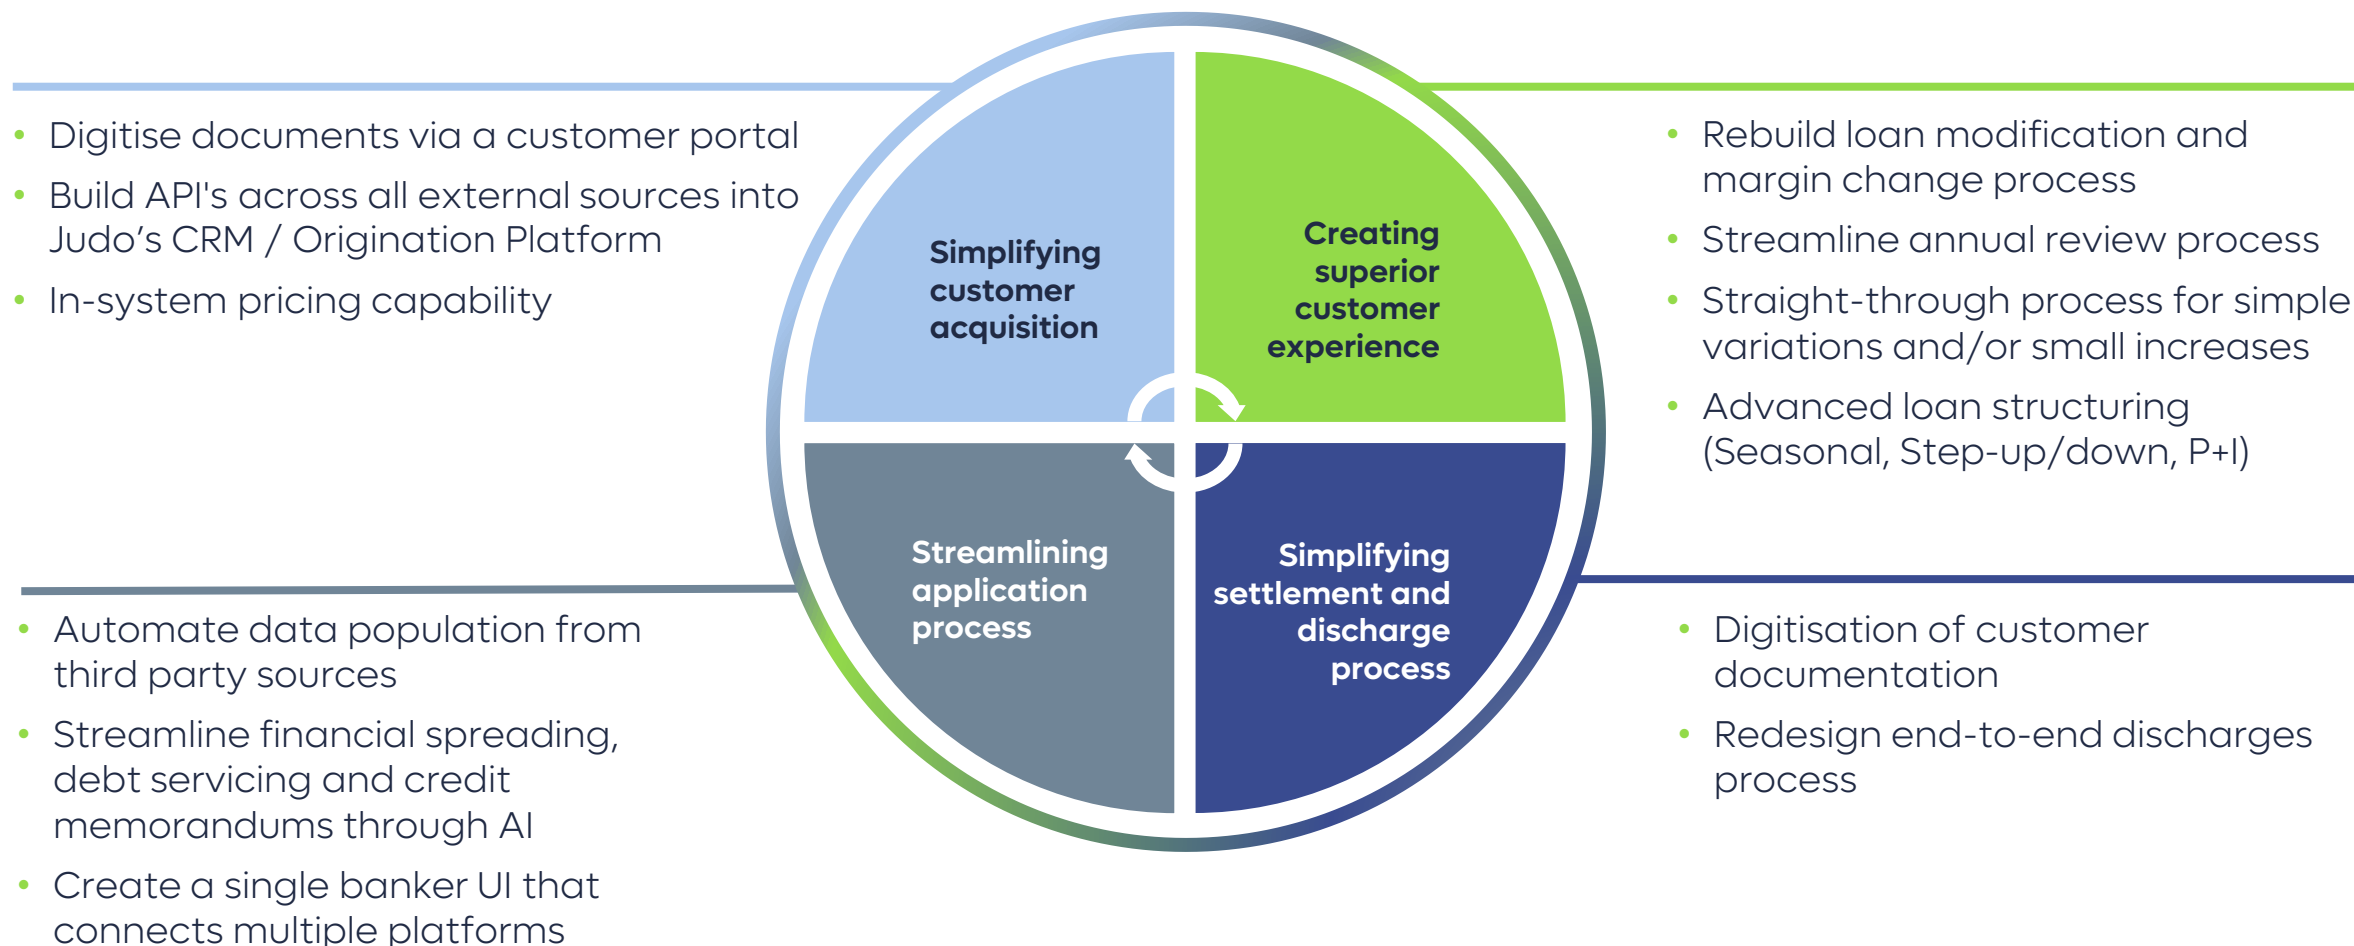 • Digitise documents via a customer portal
• Build API's across all external sources into
Judo’s CRM / Origination Platform
• In-system pricing capability
Simplifying
customer
acquisition
Creating
superior
customer
experience
• Rebuild loan modification and
margin change process
• Streamline annual review process
• Straight-through process for simple
variations and/or small increases
• Advanced loan structuring
(Seasonal, Step-up/down, P+I)
• Automate data population from
third party sources
• Streamline financial spreading,
debt servicing and credit
memorandums through AI
• Create a single banker UI that
connects multiple platforms
Streamlining
application
process
Simplifying
settlement and
discharge
process
• Digitisation of customer
documentation
• Redesign end-to-end discharges
process